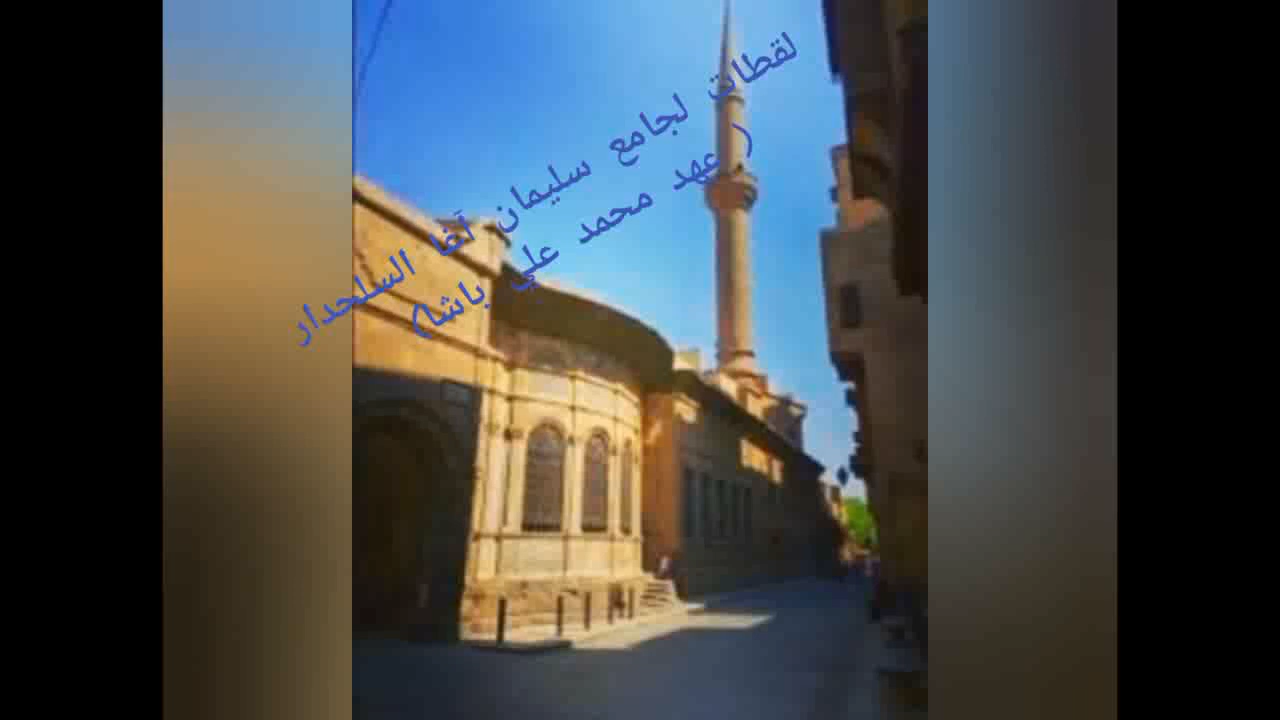 لقطات لجامع سليمان آغا السلحدار
( عهد محمد علي باشا)